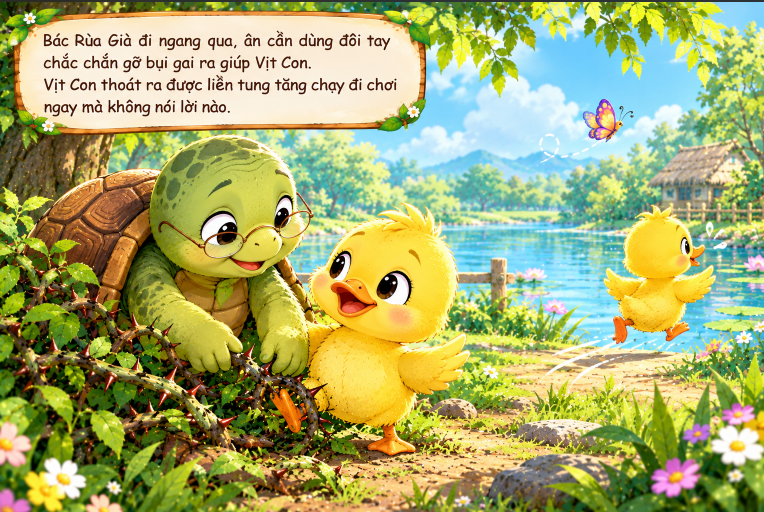 Bác Rùa Già đi ngang qua, ân cần dùng đôi tay
chắc chắn gỡ bụi gai ra giúp Vịt Con.
Vịt Con thoát ra được liền tung tăng chạy đi chơi
ngay mà không nói lời nào.